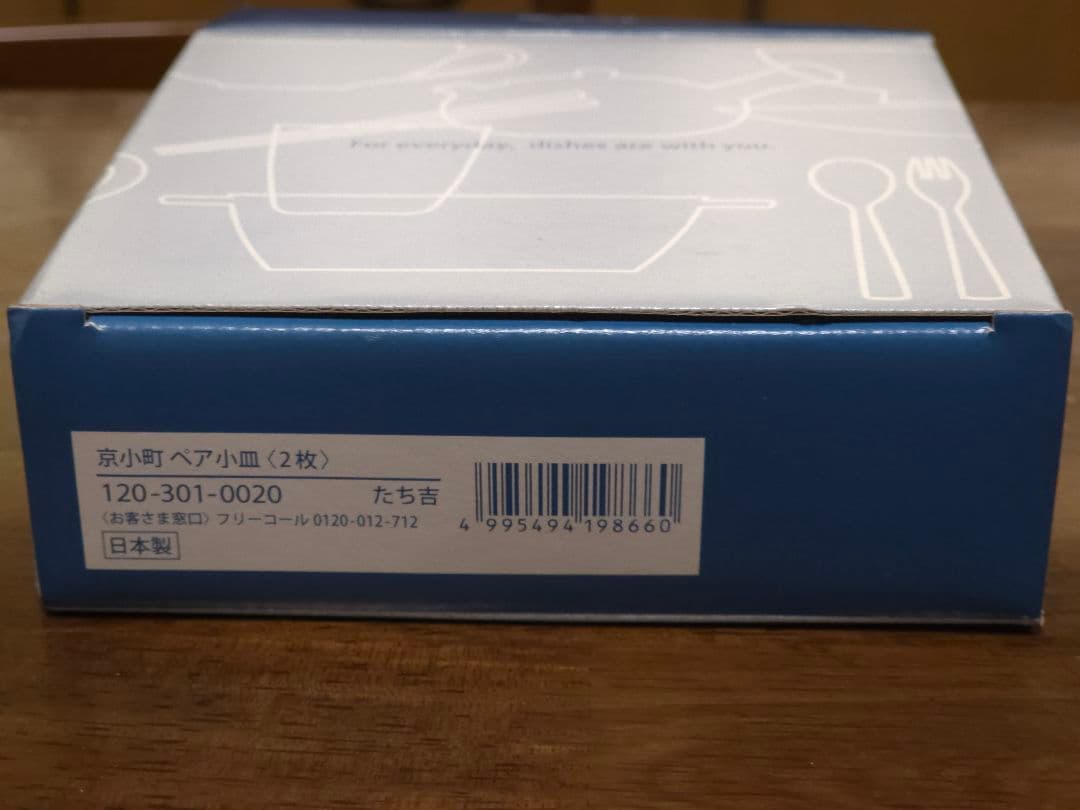 For everyday, dishes are with you.
京小町 ペア小皿〈2枚〉
120-301-0020 たち吉
〈お客さま窓口〉フリーコール 0120-012-712
日本製
4 995494 198660